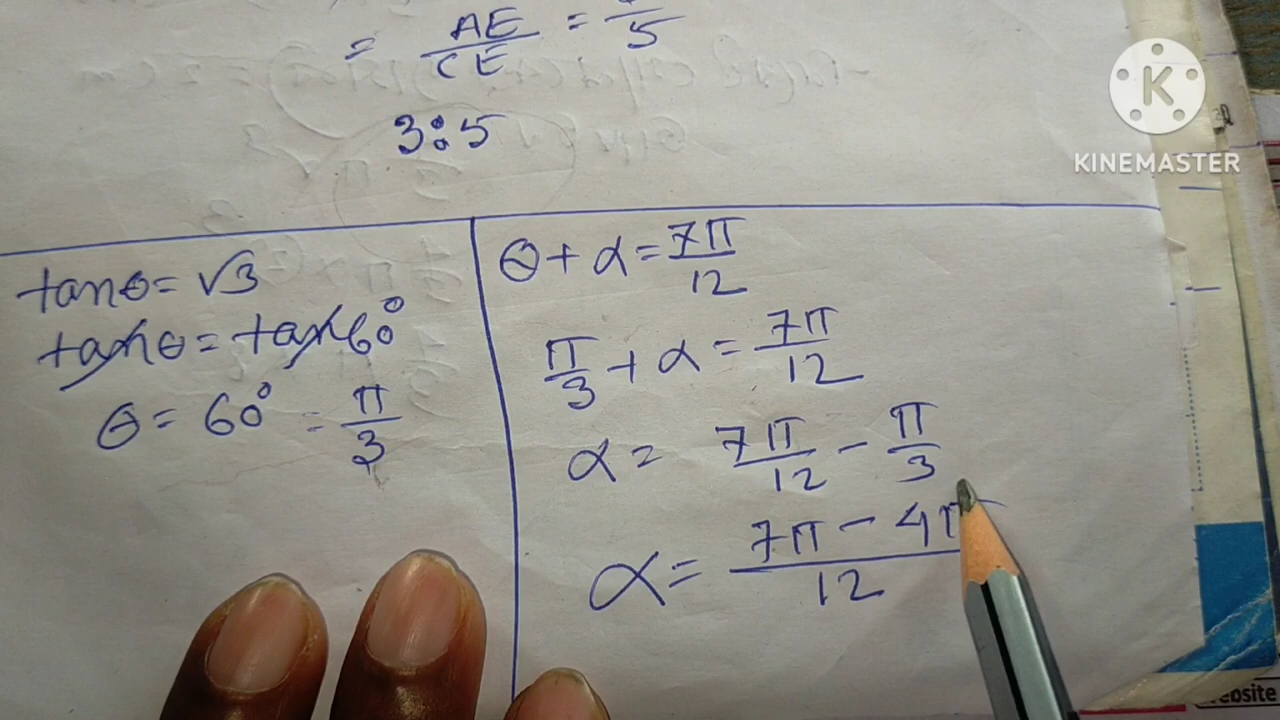 = AE/CE = /5
3:5
tanθ = √3
tanθ = tan60°
θ = 60° = π/3
θ + α = 7π/12
π/3 + α = 7π/12
α = 7π/12 - π/3
α = 7π - 4π/12
K
KINEMASTER
ebsite